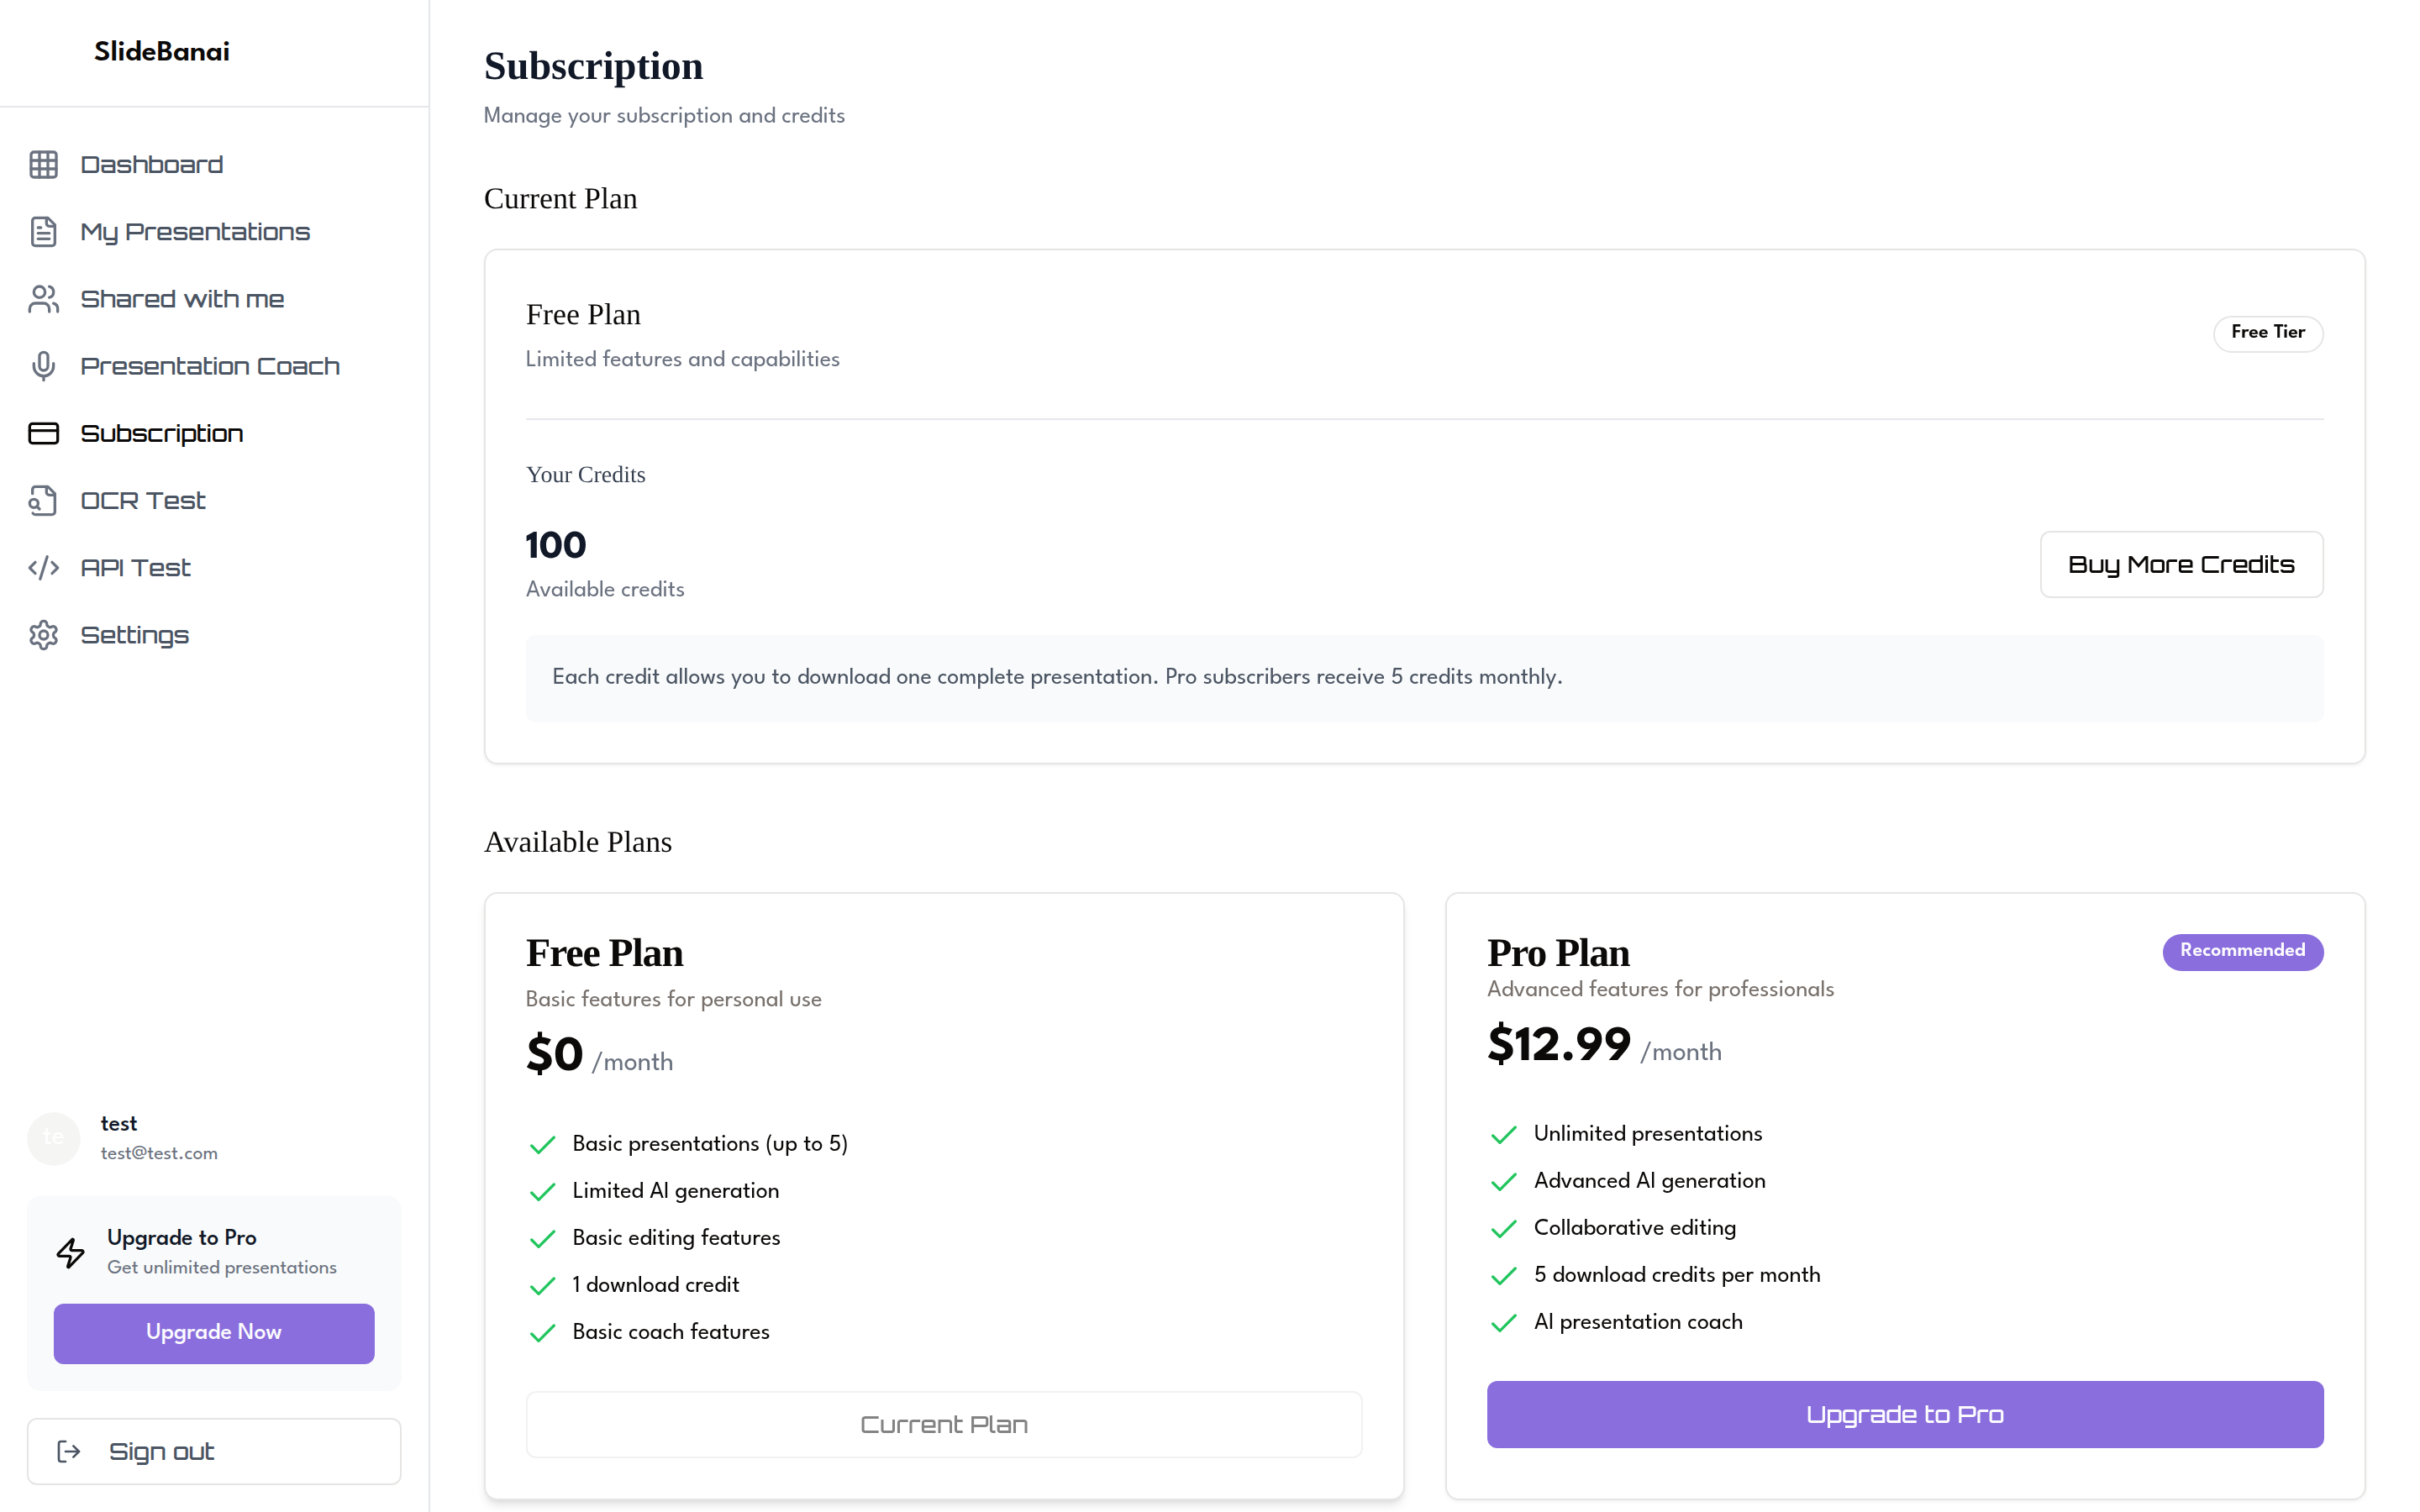 SlideBanai
Dashboard
My Presentations
Shared with me
Presentation Coach
Subscription
OCR Test
API Test
Settings
te
test
test@test.com
Upgrade to Pro
Get unlimited presentations
Upgrade Now
Sign out
Subscription
Manage your subscription and credits
Current Plan
Free Plan
Free Tier
Limited features and capabilities
Your Credits
100
Available credits
Buy More Credits
Each credit allows you to download one complete presentation. Pro subscribers receive 5 credits monthly.
Available Plans
Free Plan
Basic features for personal use
$0 /month
Basic presentations (up to 5)
Limited AI generation
Basic editing features
1 download credit
Basic coach features
Current Plan
Pro Plan
Recommended
Advanced features for professionals
$12.99 /month
Unlimited presentations
Advanced AI generation
Collaborative editing
5 download credits per month
AI presentation coach
Upgrade to Pro